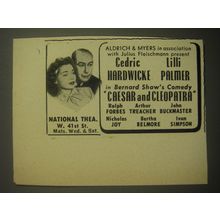 ALDRICH & MYERS in association
with Julius Fleischmann present
Cedric Lilli
HARDWICKE PALMER
in Bernard Shaw's Comedy
"CAESAR and CLEOPATRA"
Ralph Arthur John
FORBES TREACHER BUCKMASTER
Nicholas Bertha Ivan
JOY BELMORE SIMPSON
NATIONAL THEA.
W. 41st St.
Mats. Wed. & Sat.